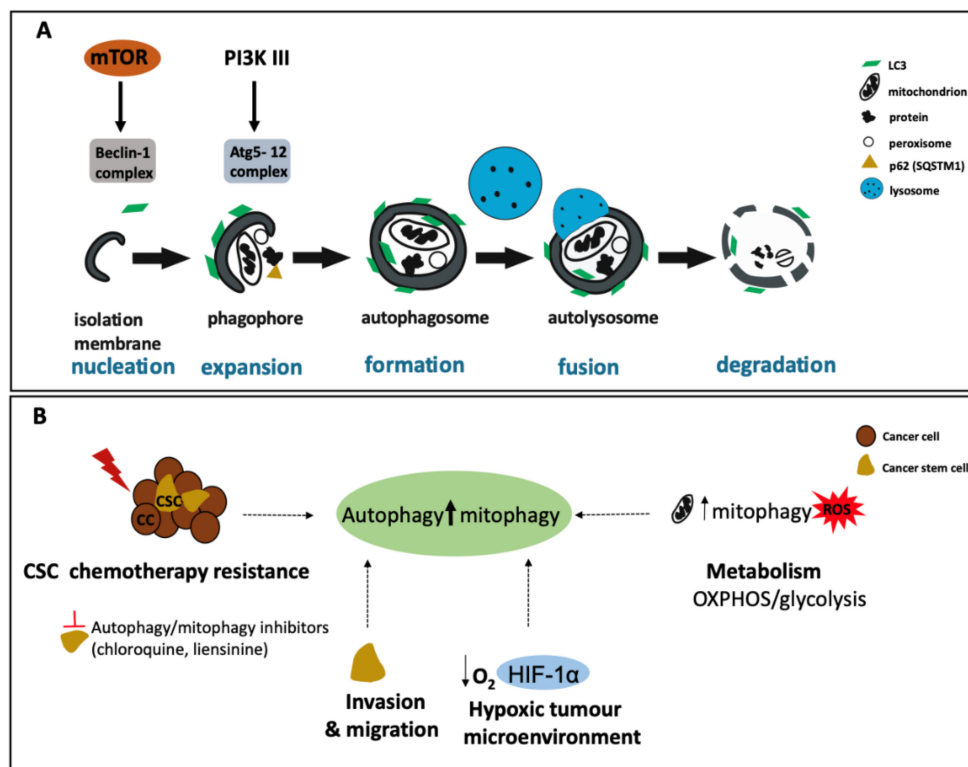 A
mTOR
PI3K III
Beclin-1
complex
Atg5- 12
complex
LC3
mitochondrion
protein
peroxisome
p62 (SQSTM1)
lysosome
isolation
membrane
phagophore
autophagosome
autolysosome
nucleation
expansion
formation
fusion
degradation
B
Cancer cell
Cancer stem cell
CSC
CC
Autophagy mitophagy
mitophagy
ROS
CSC chemotherapy resistance
Metabolism
OXPHOS/glycolysis
Autophagy/mitophagy inhibitors
(chloroquine, liensinine)
Invasion
& migration
↓O₂
HIF-1α
Hypoxic tumour
microenvironment